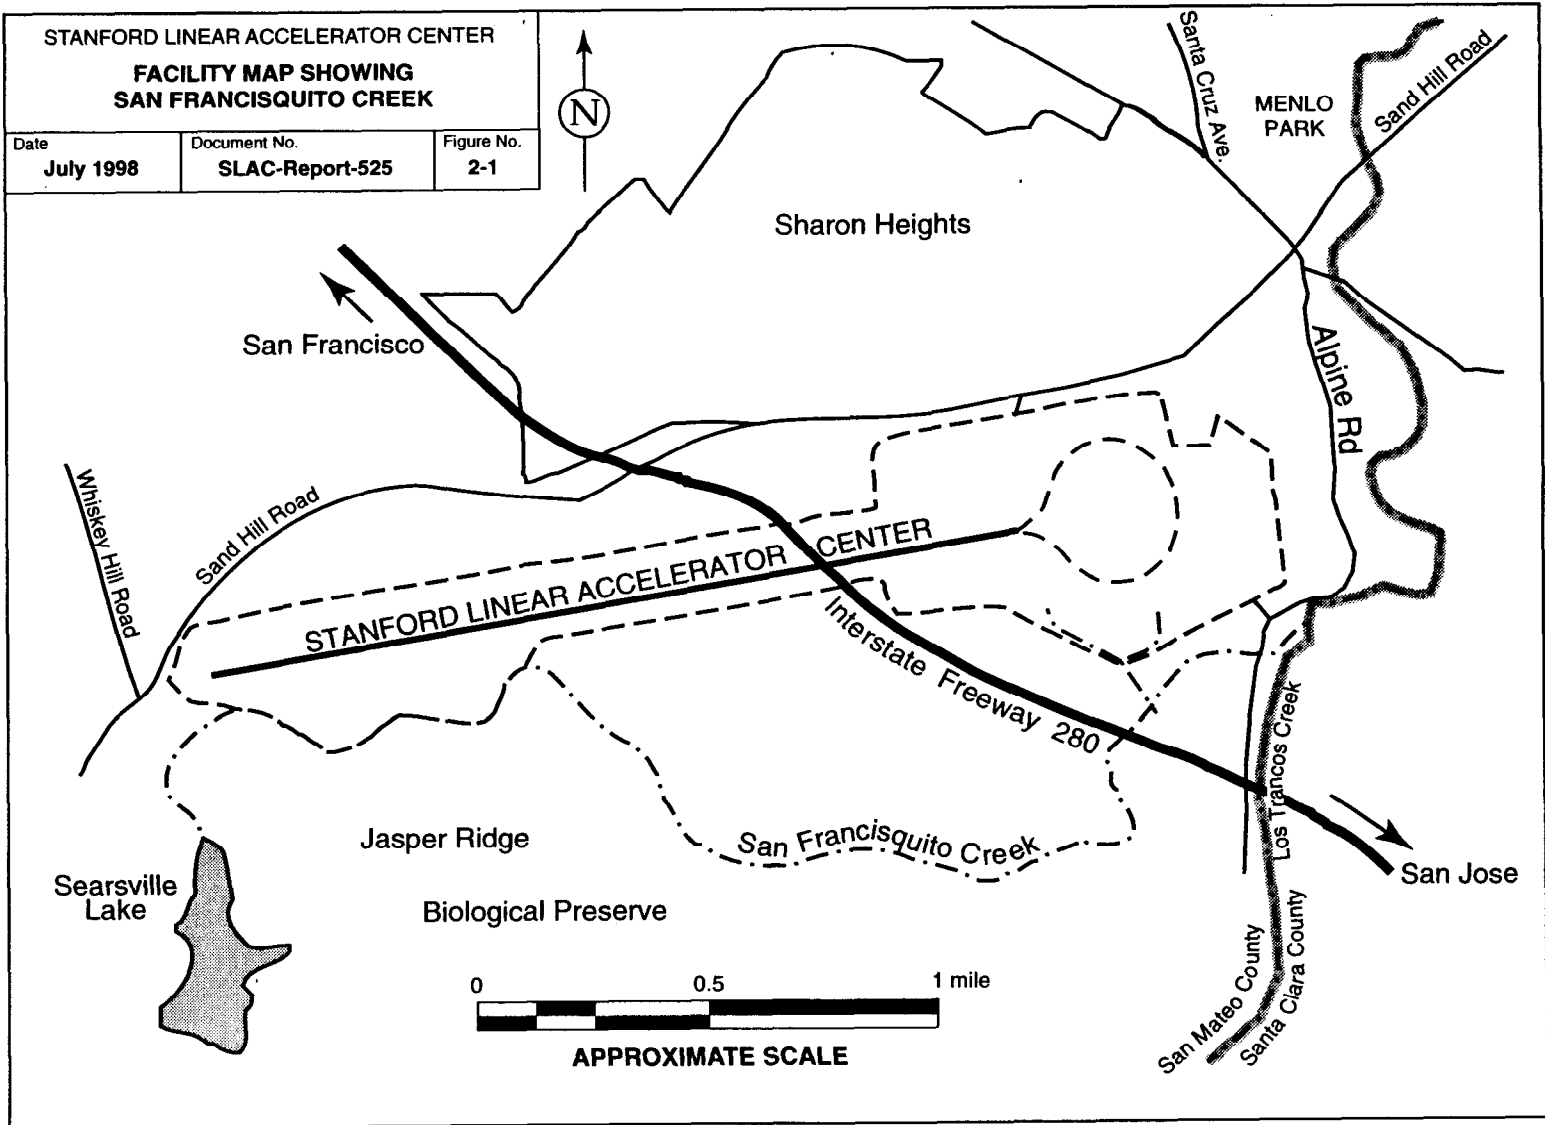 STANFORD LINEAR ACCELERATOR CENTER
FACILITY MAP SHOWING
SAN FRANCISQUITO CREEK
Date
July 1998
Document No.
SLAC-Report-525
Figure No.
2-1
N
Santa Cruz Ave.
MENLO
PARK
Sand Hill Road
Sharon Heights
San Francisco
Alpine Rd
Whiskey Hill Road
Sand Hill Road
STANFORD LINEAR ACCELERATOR CENTER
Interstate Freeway 280
Los Trancos Creek
Jasper Ridge
San Francisquito Creek
Searsville
Lake
Biological Preserve
San Jose
San Mateo County
Santa Clara County
0 0.5 1 mile
APPROXIMATE SCALE